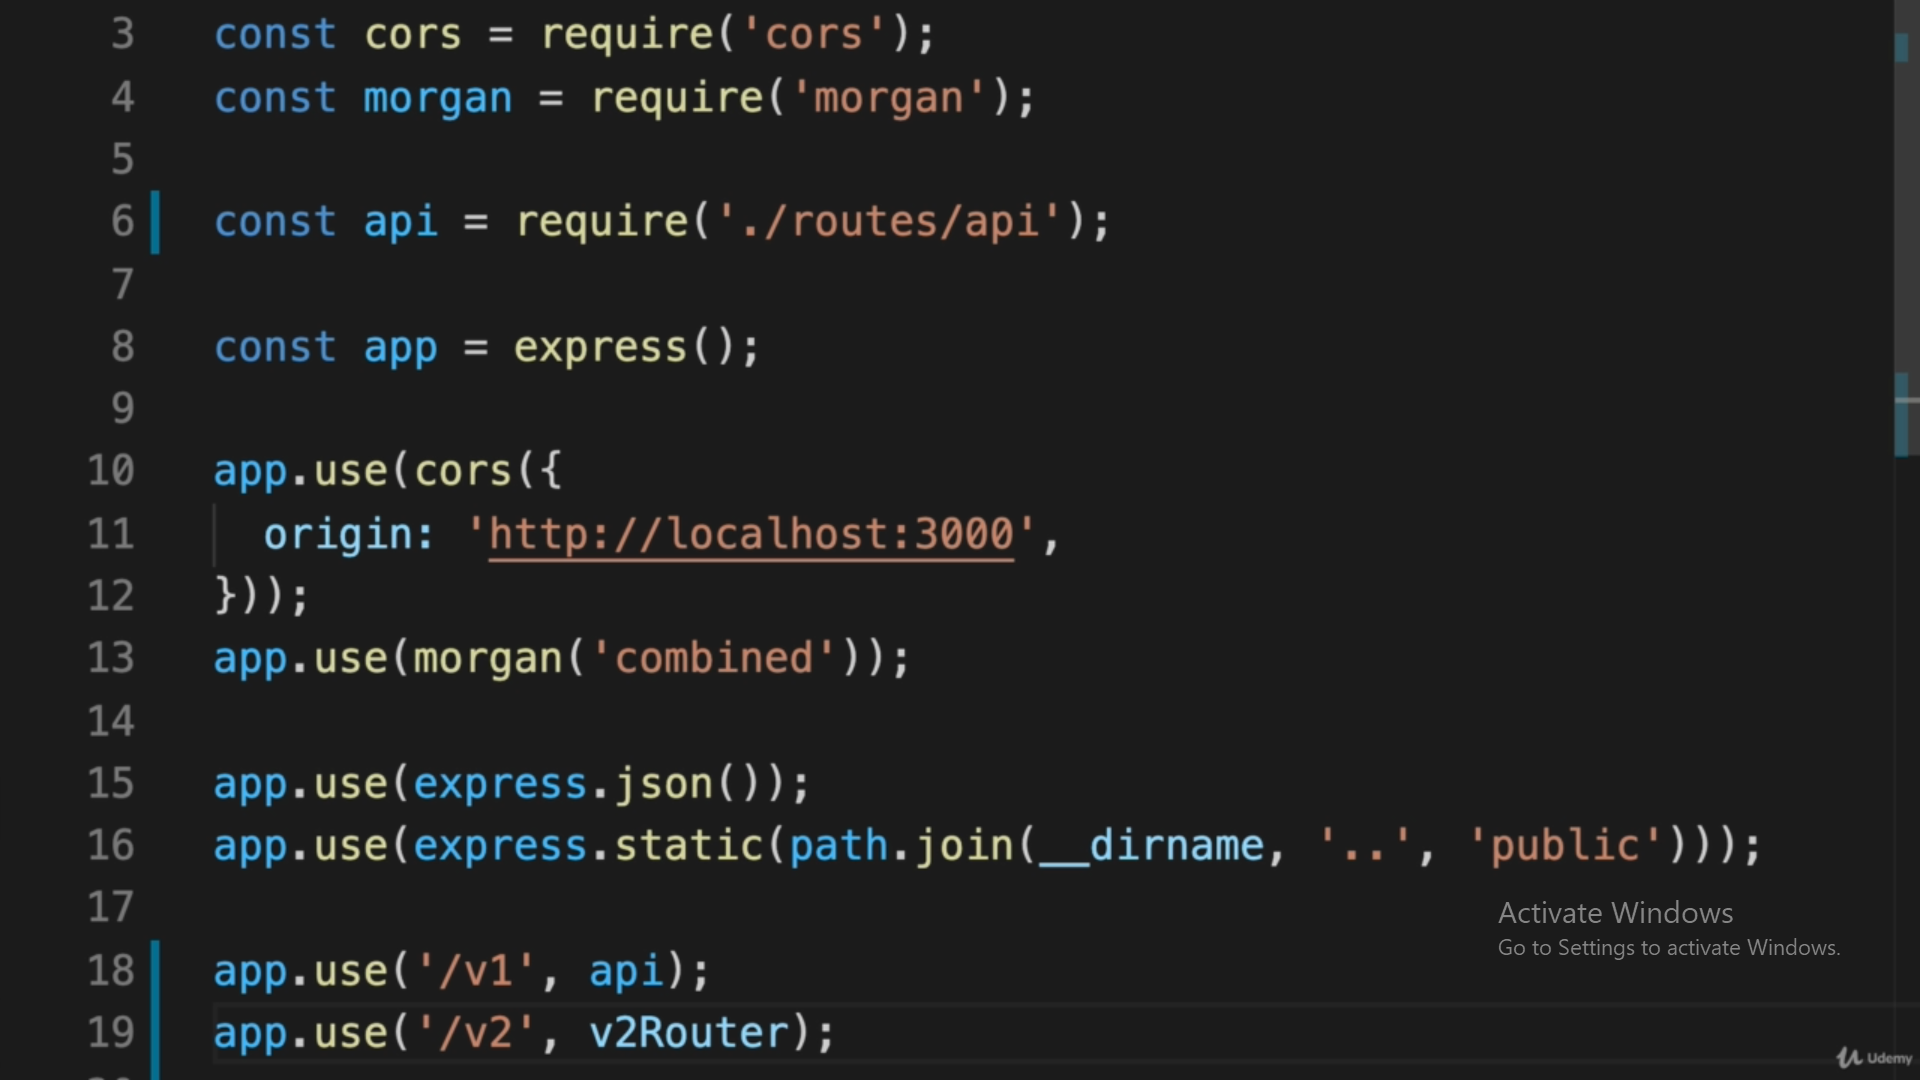 3 const cors = require('cors');
4 const morgan = require('morgan');
5
6 const api = require('./routes/api');
7
8 const app = express();
9
10 app.use(cors({
11   origin: 'http://localhost:3000',
12 }));
13 app.use(morgan('combined'));
14
15 app.use(express.json());
16 app.use(express.static(path.join(__dirname, '..', 'public')));
17
18 app.use('/v1', api);
19 app.use('/v2', v2Router);
Activate Windows
Go to Settings to activate Windows.
Udemy